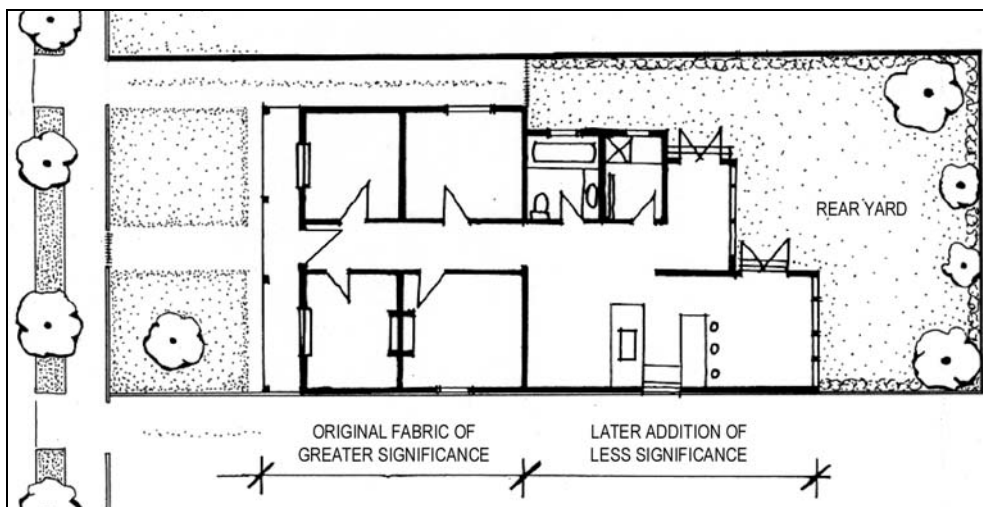 REAR YARD
ORIGINAL FABRIC OF
GREATER SIGNIFICANCE
LATER ADDITION OF
LESS SIGNIFICANCE